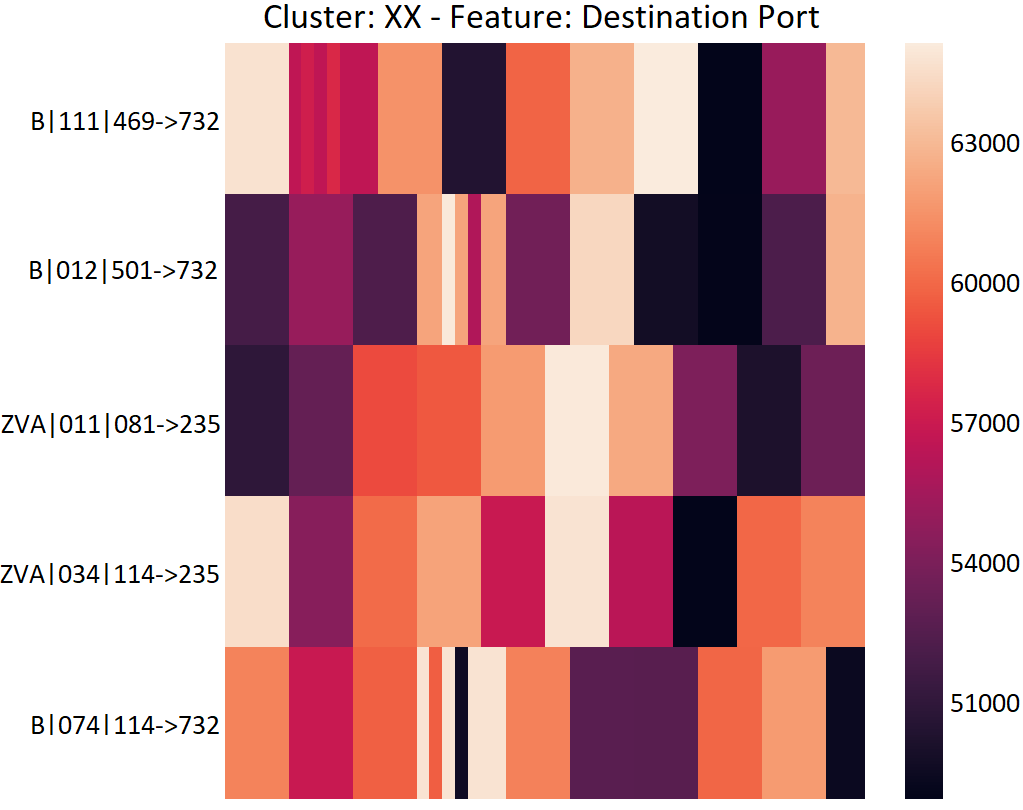 Cluster: XX - Feature: Destination Port
B|111|469->732
B|012|501->732
ZVA|011|081->235
ZVA|034|114->235
B|074|114->732
63000
60000
57000
54000
51000